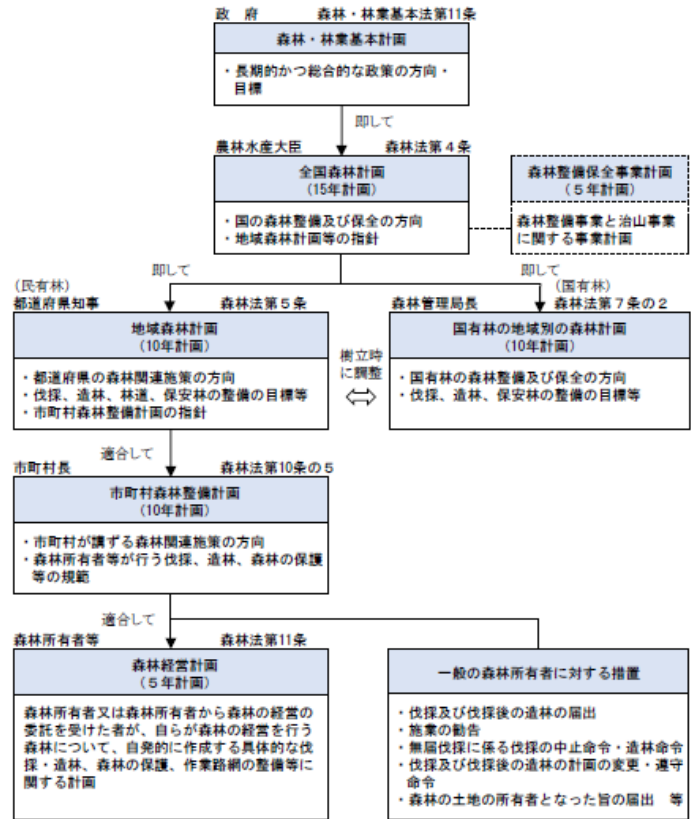 政　府　　森林・林業基本法第11条
森林・林業基本計画
・長期的かつ総合的な政策の方向・
目標
即して
農林水産大臣　　森林法第４条
全国森林計画
（15年計画）
・国の森林整備及び保全の方向
・地域森林計画等の指針
森林整備保全事業計画
（５年計画）
森林整備事業と治山事業
に関する事業計画
即して
即して
（民有林）
都道府県知事　　森林法第５条
地域森林計画
（10年計画）
・都道府県の森林関連施策の方向
・伐採、造林、林道、保安林の整備の目標等
・市町村森林整備計画の指針
樹立時
に調整
（国有林）
森林管理局長　　森林法第７条の２
国有林の地域別の森林計画
（10年計画）
・国有林の森林整備及び保全の方向
・伐採、造林、保安林の整備の目標等
適合して
市町村長　　森林法第10条の５
市町村森林整備計画
（10年計画）
・市町村が講ずる森林関連施策の方向
・森林所有者等が行う伐採、造林、森林の保護
等の規範
適合して
森林所有者等　　森林法第11条
森林経営計画
（５年計画）
森林所有者又は森林所有者から森林の経営の
委託を受けた者が、自らが森林の経営を行う
森林について、自発的に作成する具体的な伐
採・造林、森林の保護、作業路網の整備等に
関する計画
一般の森林所有者に対する措置
・伐採及び伐採後の造林の届出
・施業の勧告
・無届伐採に係る伐採の中止命令・造林命令
・伐採及び伐採後の造林の計画の変更・遵守
命令
・森林の土地の所有者となった旨の届出　等